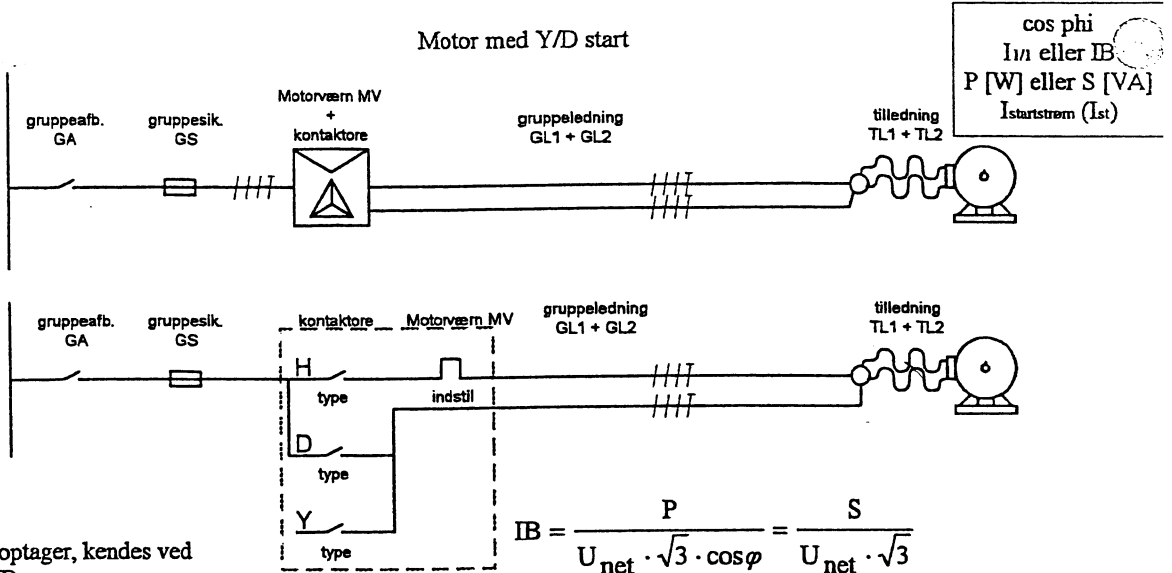 Motor med Y/D start
cos phi
I1/1 eller IB
P [W] eller S [VA]
Istartstrøm (Ist)
gruppeafb.
GA
gruppesik.
GS
Motorværn MV
+
kontaktore
gruppeledning
GL1 + GL2
tilledning
TL1 + TL2
gruppeafb.
GA
gruppesik.
GS
kontaktore
Motorværn MV
gruppeledning
GL1 + GL2
tilledning
TL1 + TL2
H
type
indstil
D
type
Y
type
IB = P / (U_net · √3 · cosφ) = S / (U_net · √3)
optager, kendes ved